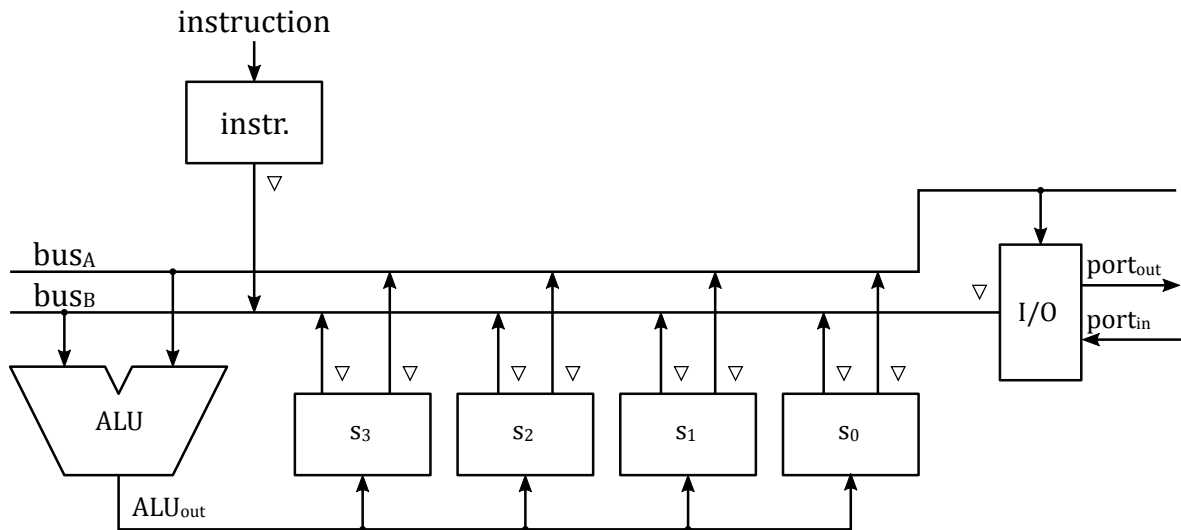 instruction
instr.
busA
busB
portout
I/O
portin
ALU
s3
s2
s1
s0
ALUout